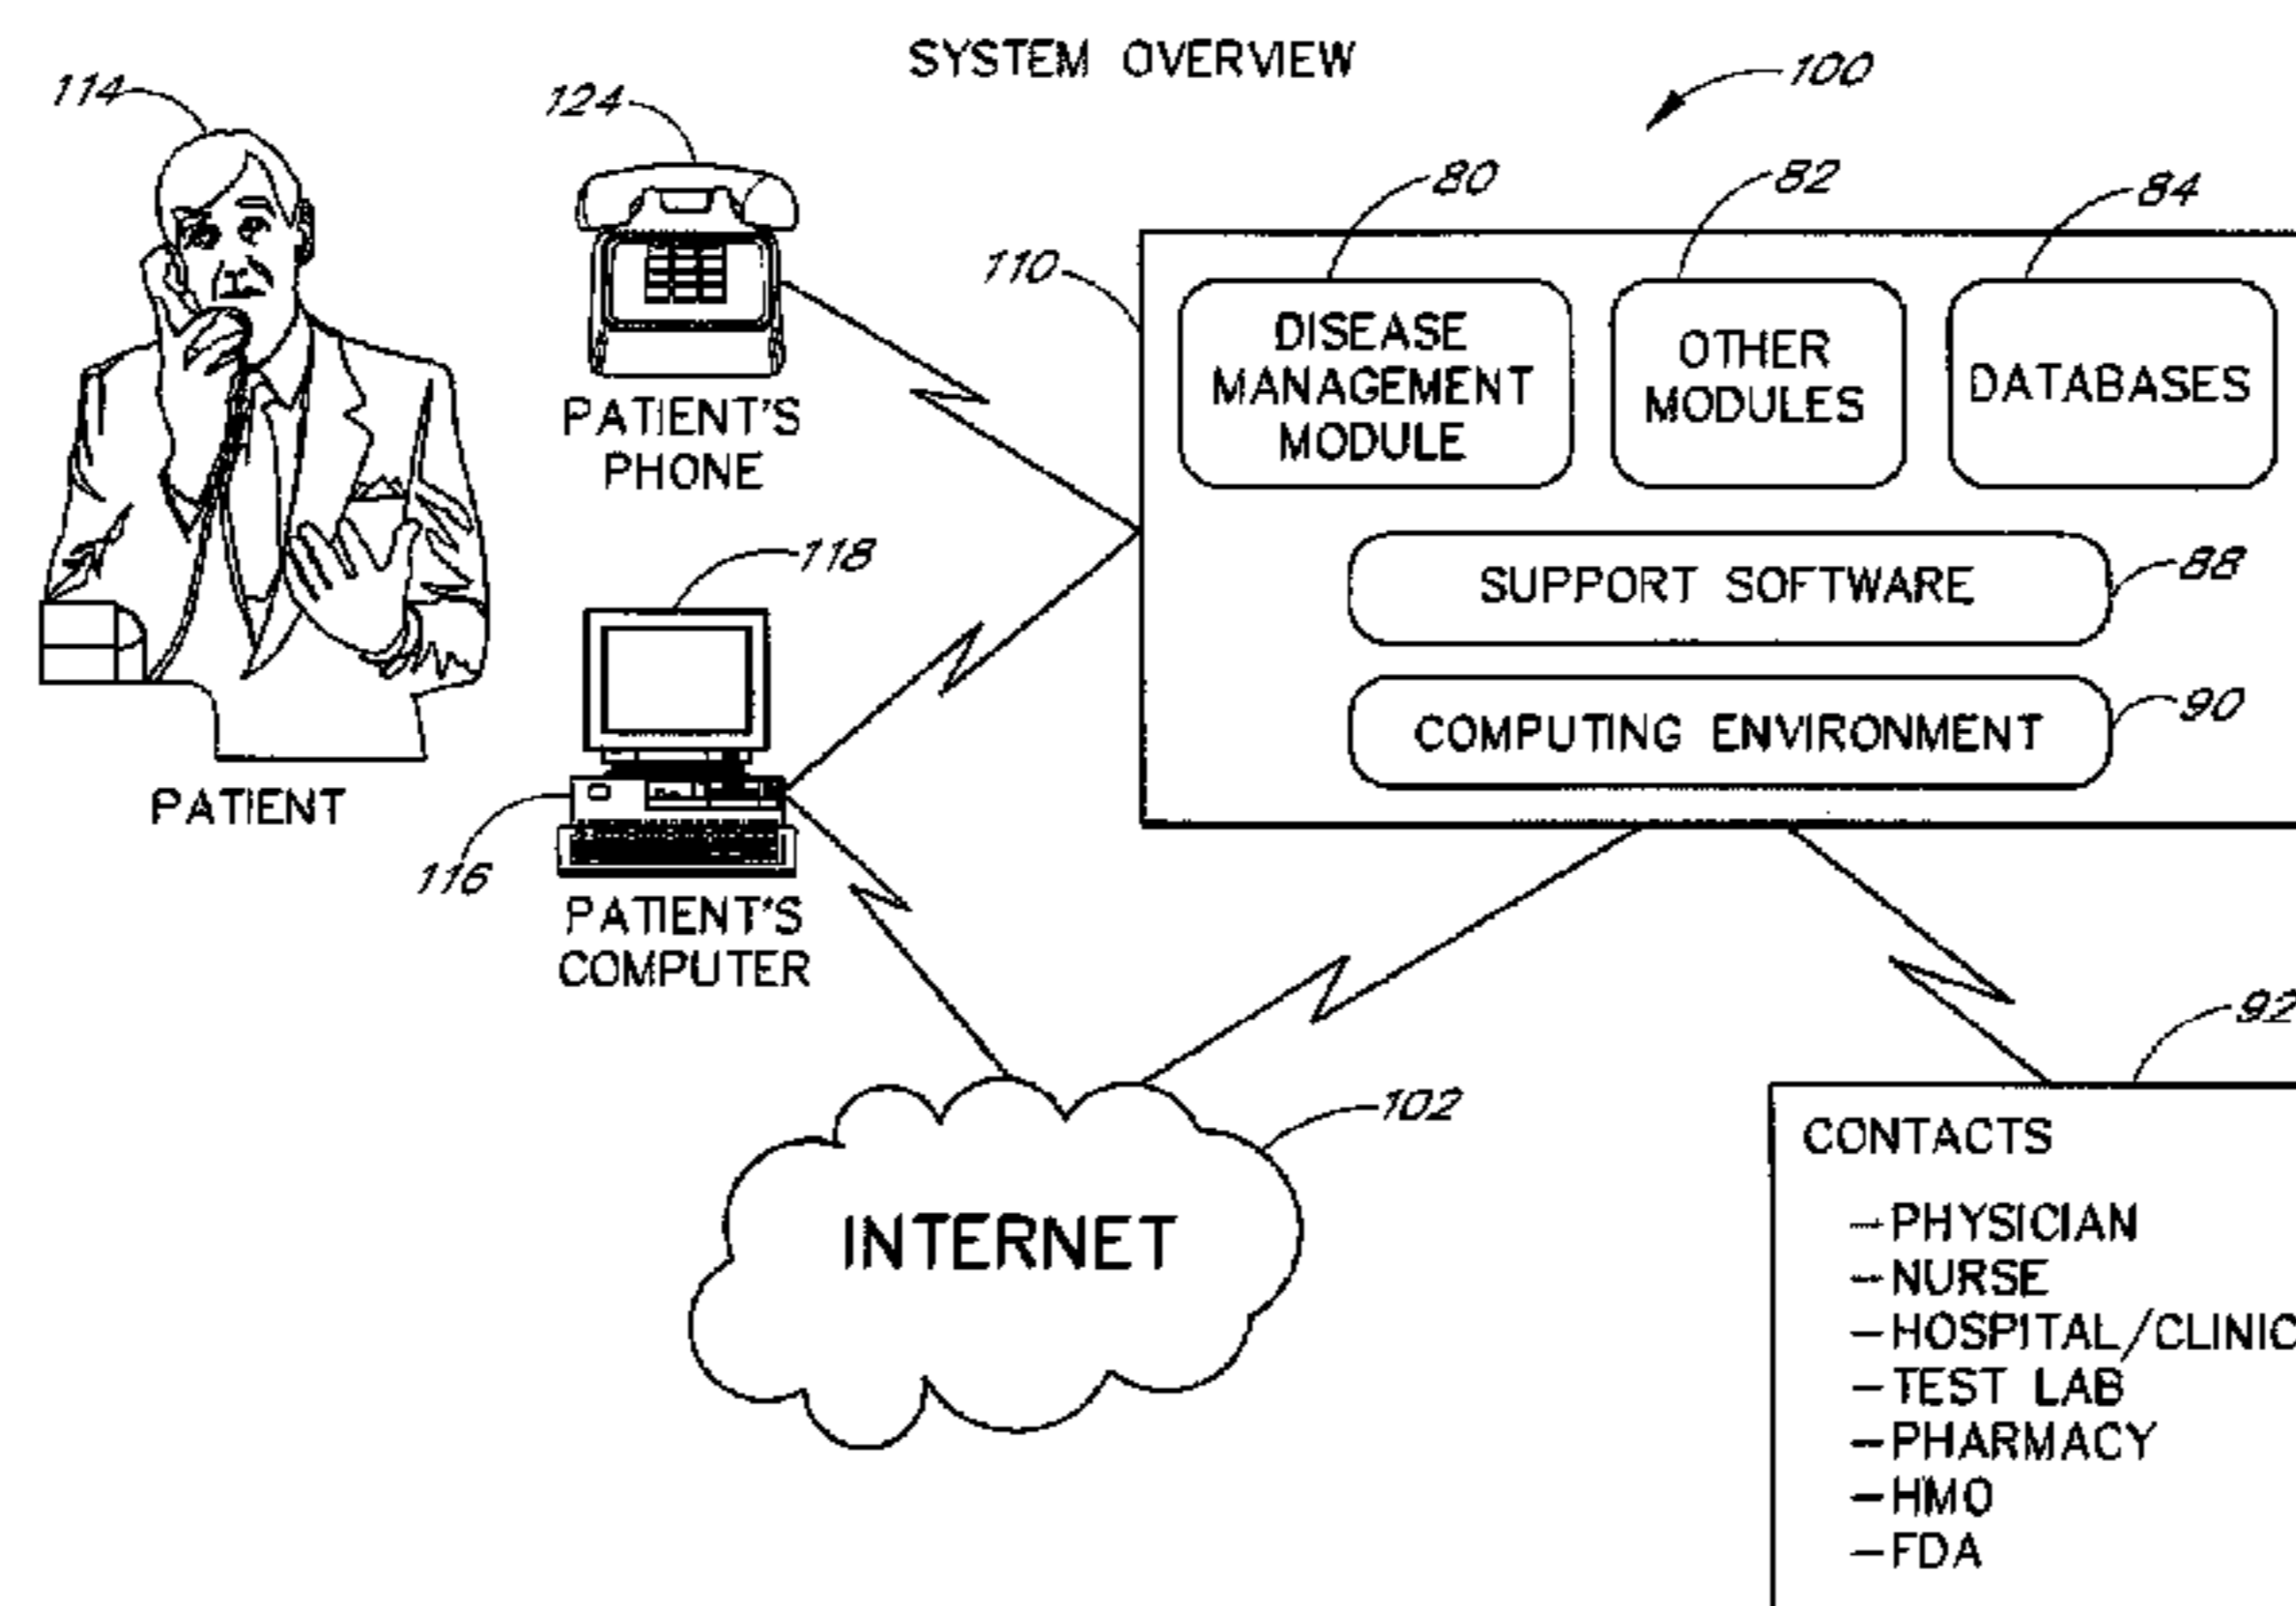 SYSTEM OVERVIEW
100
114
124
80
82
84
110
DISEASE
MANAGEMENT
MODULE
OTHER
MODULES
DATABASES
PATIENT'S
PHONE
118
SUPPORT SOFTWARE
88
90
COMPUTING ENVIRONMENT
PATIENT
116
PATIENT'S
COMPUTER
92
102
INTERNET
CONTACTS
—PHYSICIAN
—NURSE
—HOSPITAL/CLINIC
—TEST LAB
—PHARMACY
—HMO
—FDA